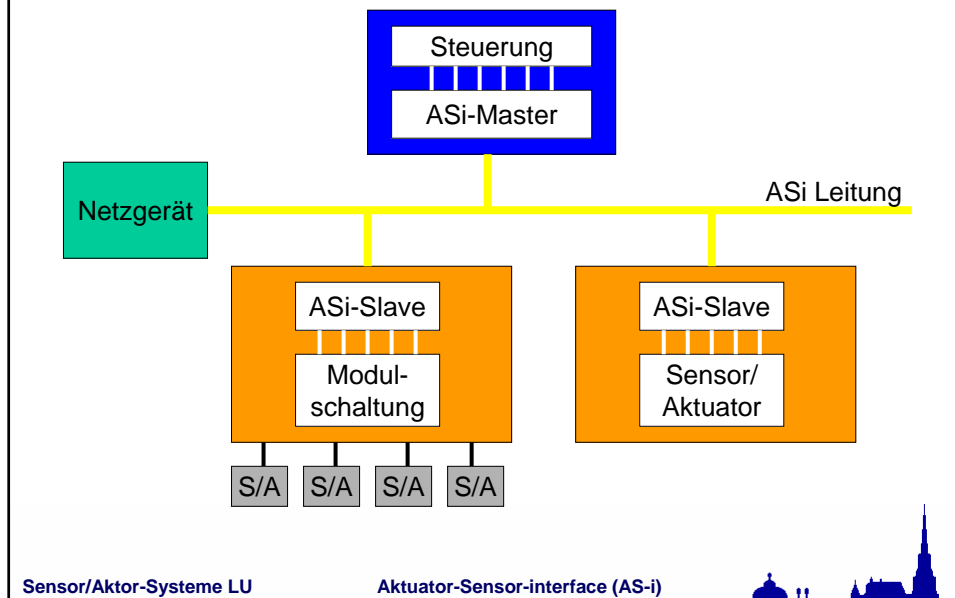 Steuerung
ASi-Master
Netzgerät
ASi Leitung
ASi-Slave
Modul-
schaltung
ASi-Slave
Sensor/
Aktuator
S/A
S/A
S/A
S/A
Sensor/Aktor-Systeme LU
Aktuator-Sensor-interface (AS-i)